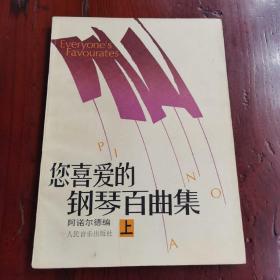 Everyone's
Favourates
PIANO
您喜爱的
钢琴百曲集
阿诺尔德编
上
人民音乐出版社